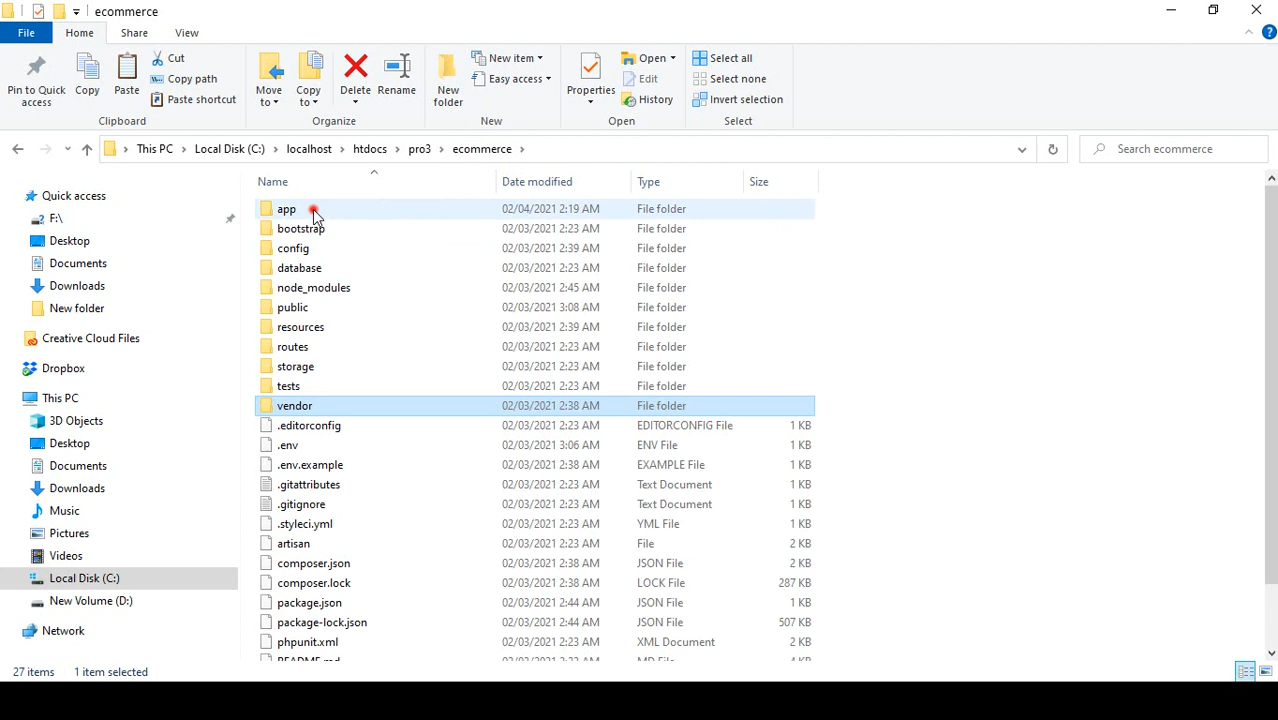 ecommerce
File Home Share View
Pin to Quick access
Copy
Paste
Cut
Copy path
Paste shortcut
Clipboard
Move to
Copy to
Delete
Rename
Organize
New folder
New item
Easy access
New
Properties
Open
Edit
History
Open
Select all
Select none
Invert selection
Select
This PC > Local Disk (C:) > localhost > htdocs > pro3 > ecommerce >
Search ecommerce
Quick access
F:\
Desktop
Documents
Downloads
New folder
Creative Cloud Files
Dropbox
This PC
3D Objects
Desktop
Documents
Downloads
Music
Pictures
Videos
Local Disk (C:)
New Volume (D:)
Network
Name Date modified Type Size
app 02/04/2021 2:19 AM File folder
bootstrap 02/03/2021 2:23 AM File folder
config 02/03/2021 2:39 AM File folder
database 02/03/2021 2:23 AM File folder
node_modules 02/03/2021 2:45 AM File folder
public 02/03/2021 3:08 AM File folder
resources 02/03/2021 2:39 AM File folder
routes 02/03/2021 2:23 AM File folder
storage 02/03/2021 2:23 AM File folder
tests 02/03/2021 2:23 AM File folder
vendor 02/03/2021 2:38 AM File folder
.editorconfig 02/03/2021 2:23 AM EDITORCONFIG File 1 KB
.env 02/03/2021 3:06 AM ENV File 1 KB
.env.example 02/03/2021 2:38 AM EXAMPLE File 1 KB
.gitattributes 02/03/2021 2:23 AM Text Document 1 KB
.gitignore 02/03/2021 2:23 AM Text Document 1 KB
.styleci.yml 02/03/2021 2:23 AM YML File 1 KB
artisan 02/03/2021 2:23 AM File 2 KB
composer.json 02/03/2021 2:38 AM JSON File 2 KB
composer.lock 02/03/2021 2:38 AM LOCK File 287 KB
package.json 02/03/2021 2:44 AM JSON File 1 KB
package-lock.json 02/03/2021 2:44 AM JSON File 507 KB
phpunit.xml 02/03/2021 2:23 AM XML Document 2 KB
27 items 1 item selected